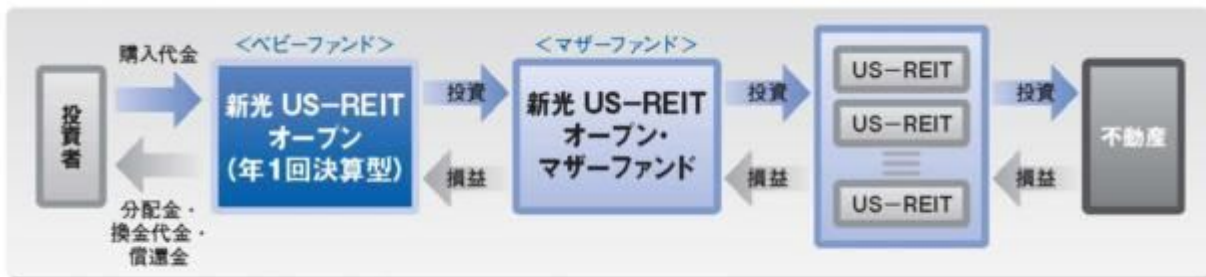 購入代金
投資者
分配金・
換金代金・
償還金
＜ベビーファンド＞
新光 US-REIT
オープン
(年1回決算型)
投資
損益
＜マザーファンド＞
新光 US-REIT
オープン・
マザーファンド
投資
損益
US-REIT
US-REIT
US-REIT
投資
損益
不動産